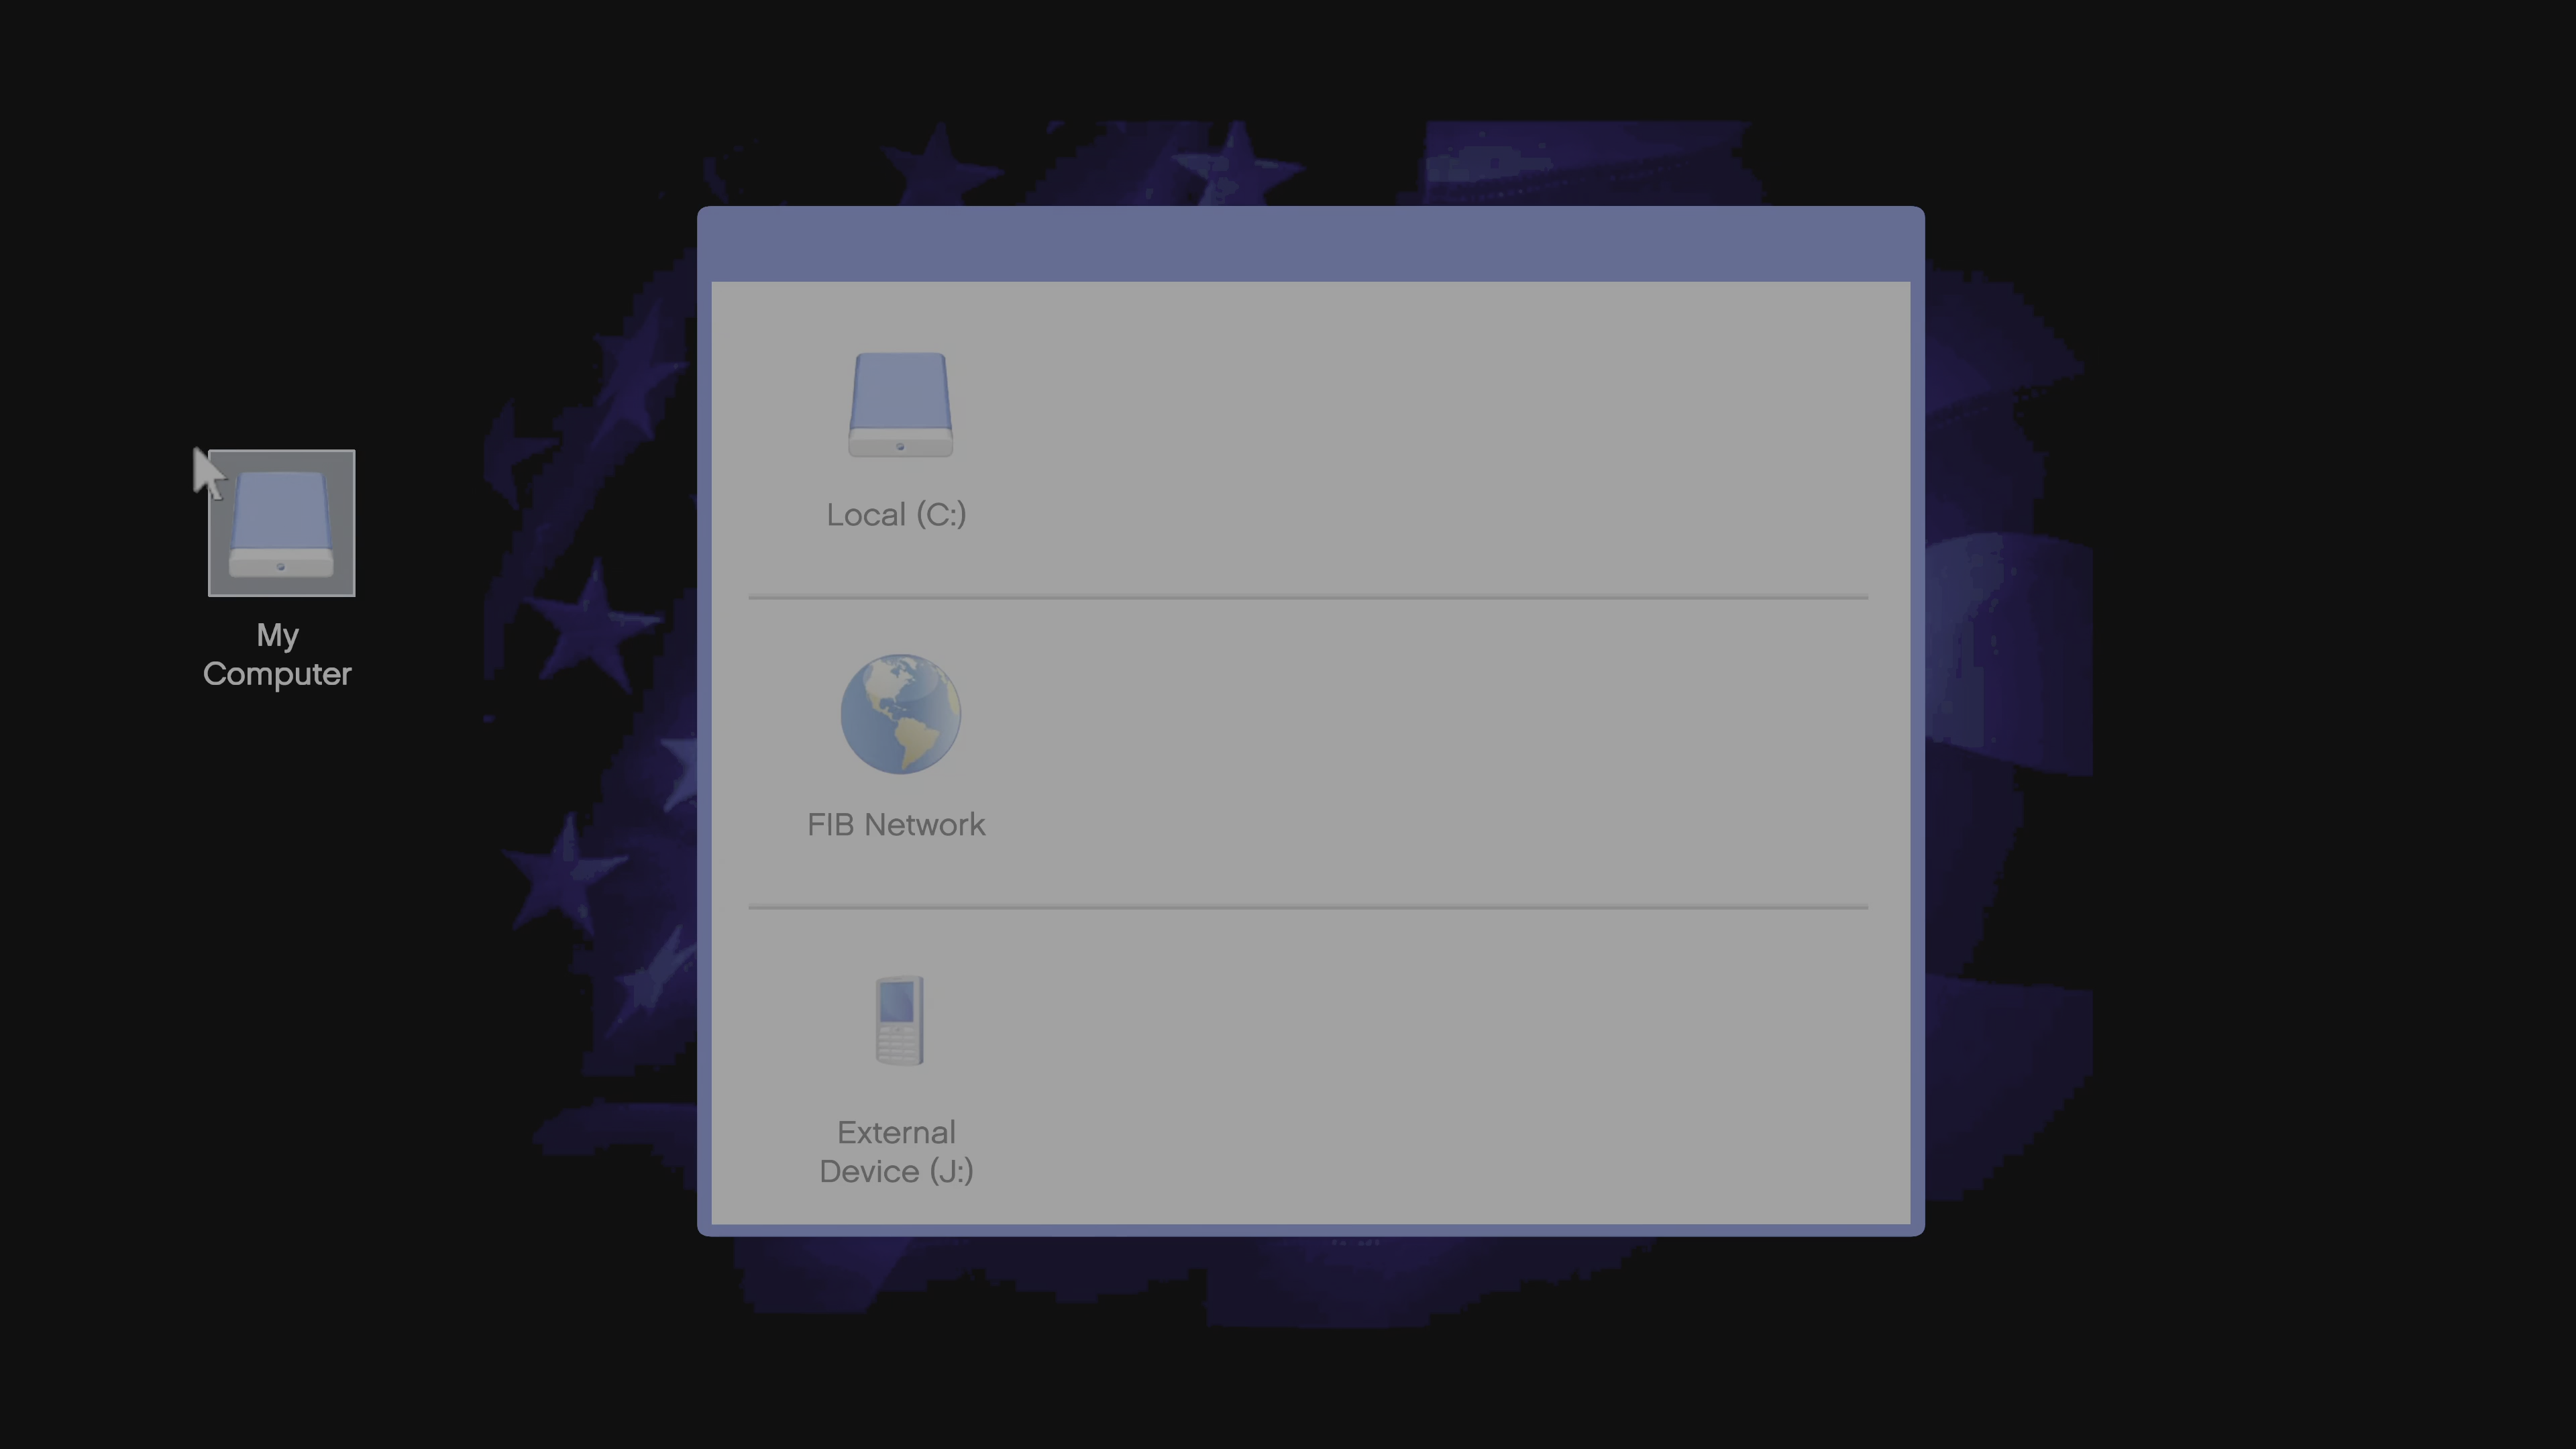 My
Computer
Local (C:)
FIB Network
External
Device (J:)